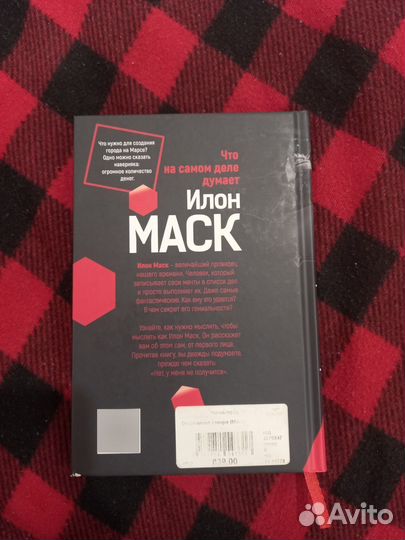 Что нужно для создания
города на Марсе?
Одно можно сказать
наверняка:
огромное количество
денег.
Что
на самом деле
думает
Илон
МАСК
Илон Маск – величайший провидец
нашего времени. Человек, который
записывает свои мечты в список дел
и просто выполняет их. Даже самые
фантастические. Как ему это удается?
В чем секрет его гениальности?
Узнайте, как нужно мыслить, чтобы
мыслить как Илон Маск. Он расскажет
вам об этом сам, от первого лица.
Прочитав книгу, вы дважды подумаете,
прежде чем сказать:
«Нет, у меня не получится».
Avito